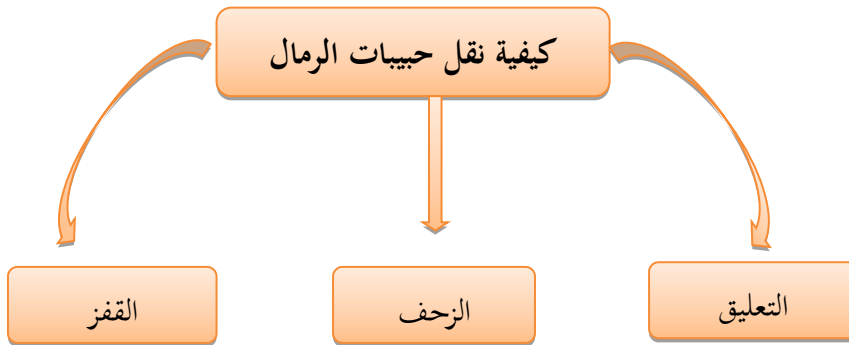 كيفية نقل حبيبات الرمال
التعليق
الزحف
القفز